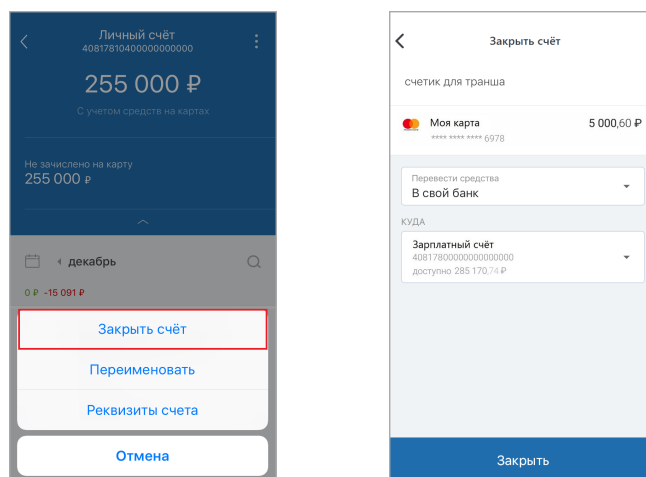 Личный счёт
40817810400000000000
255 000 ₽
С учетом средств на картах
Не зачислено на карту
255 000 ₽
декабрь
0 ₽ -15 091 ₽
Закрыть счёт
Переименовать
Реквизиты счета
Отмена
Закрыть счёт
счетик для транша
Моя карта 5 000,60 ₽
**** **** **** 6978
Перевести средства
В свой банк
КУДА
Зарплатный счёт
40817800000000000000
доступно 285 170,74 ₽
Закрыть